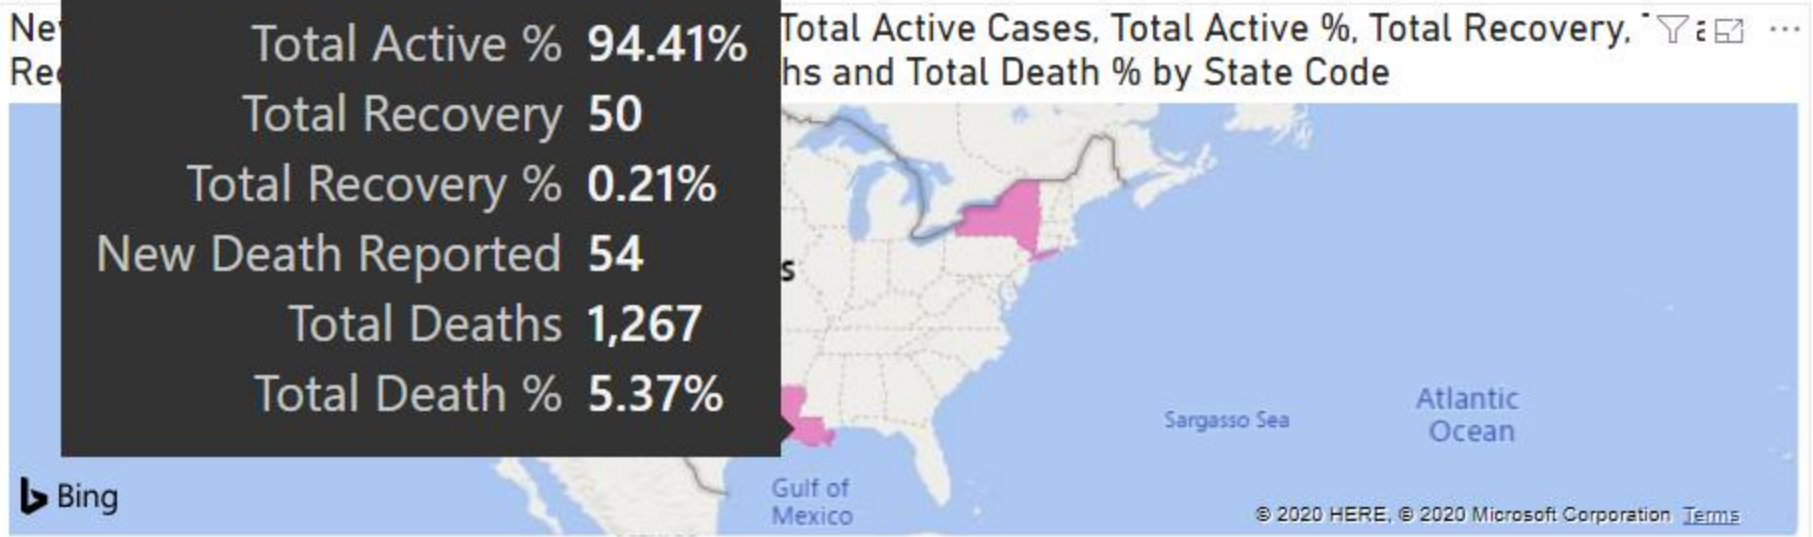 Total Active Cases, Total Active %, Total Recovery,
hs and Total Death % by State Code
Total Active % 94.41%
Total Recovery 50
Total Recovery % 0.21%
New Death Reported 54
Total Deaths 1,267
Total Death % 5.37%
s
Sargasso Sea
Atlantic
Ocean
Gulf of
Mexico
Bing
© 2020 HERE, © 2020 Microsoft Corporation Terms